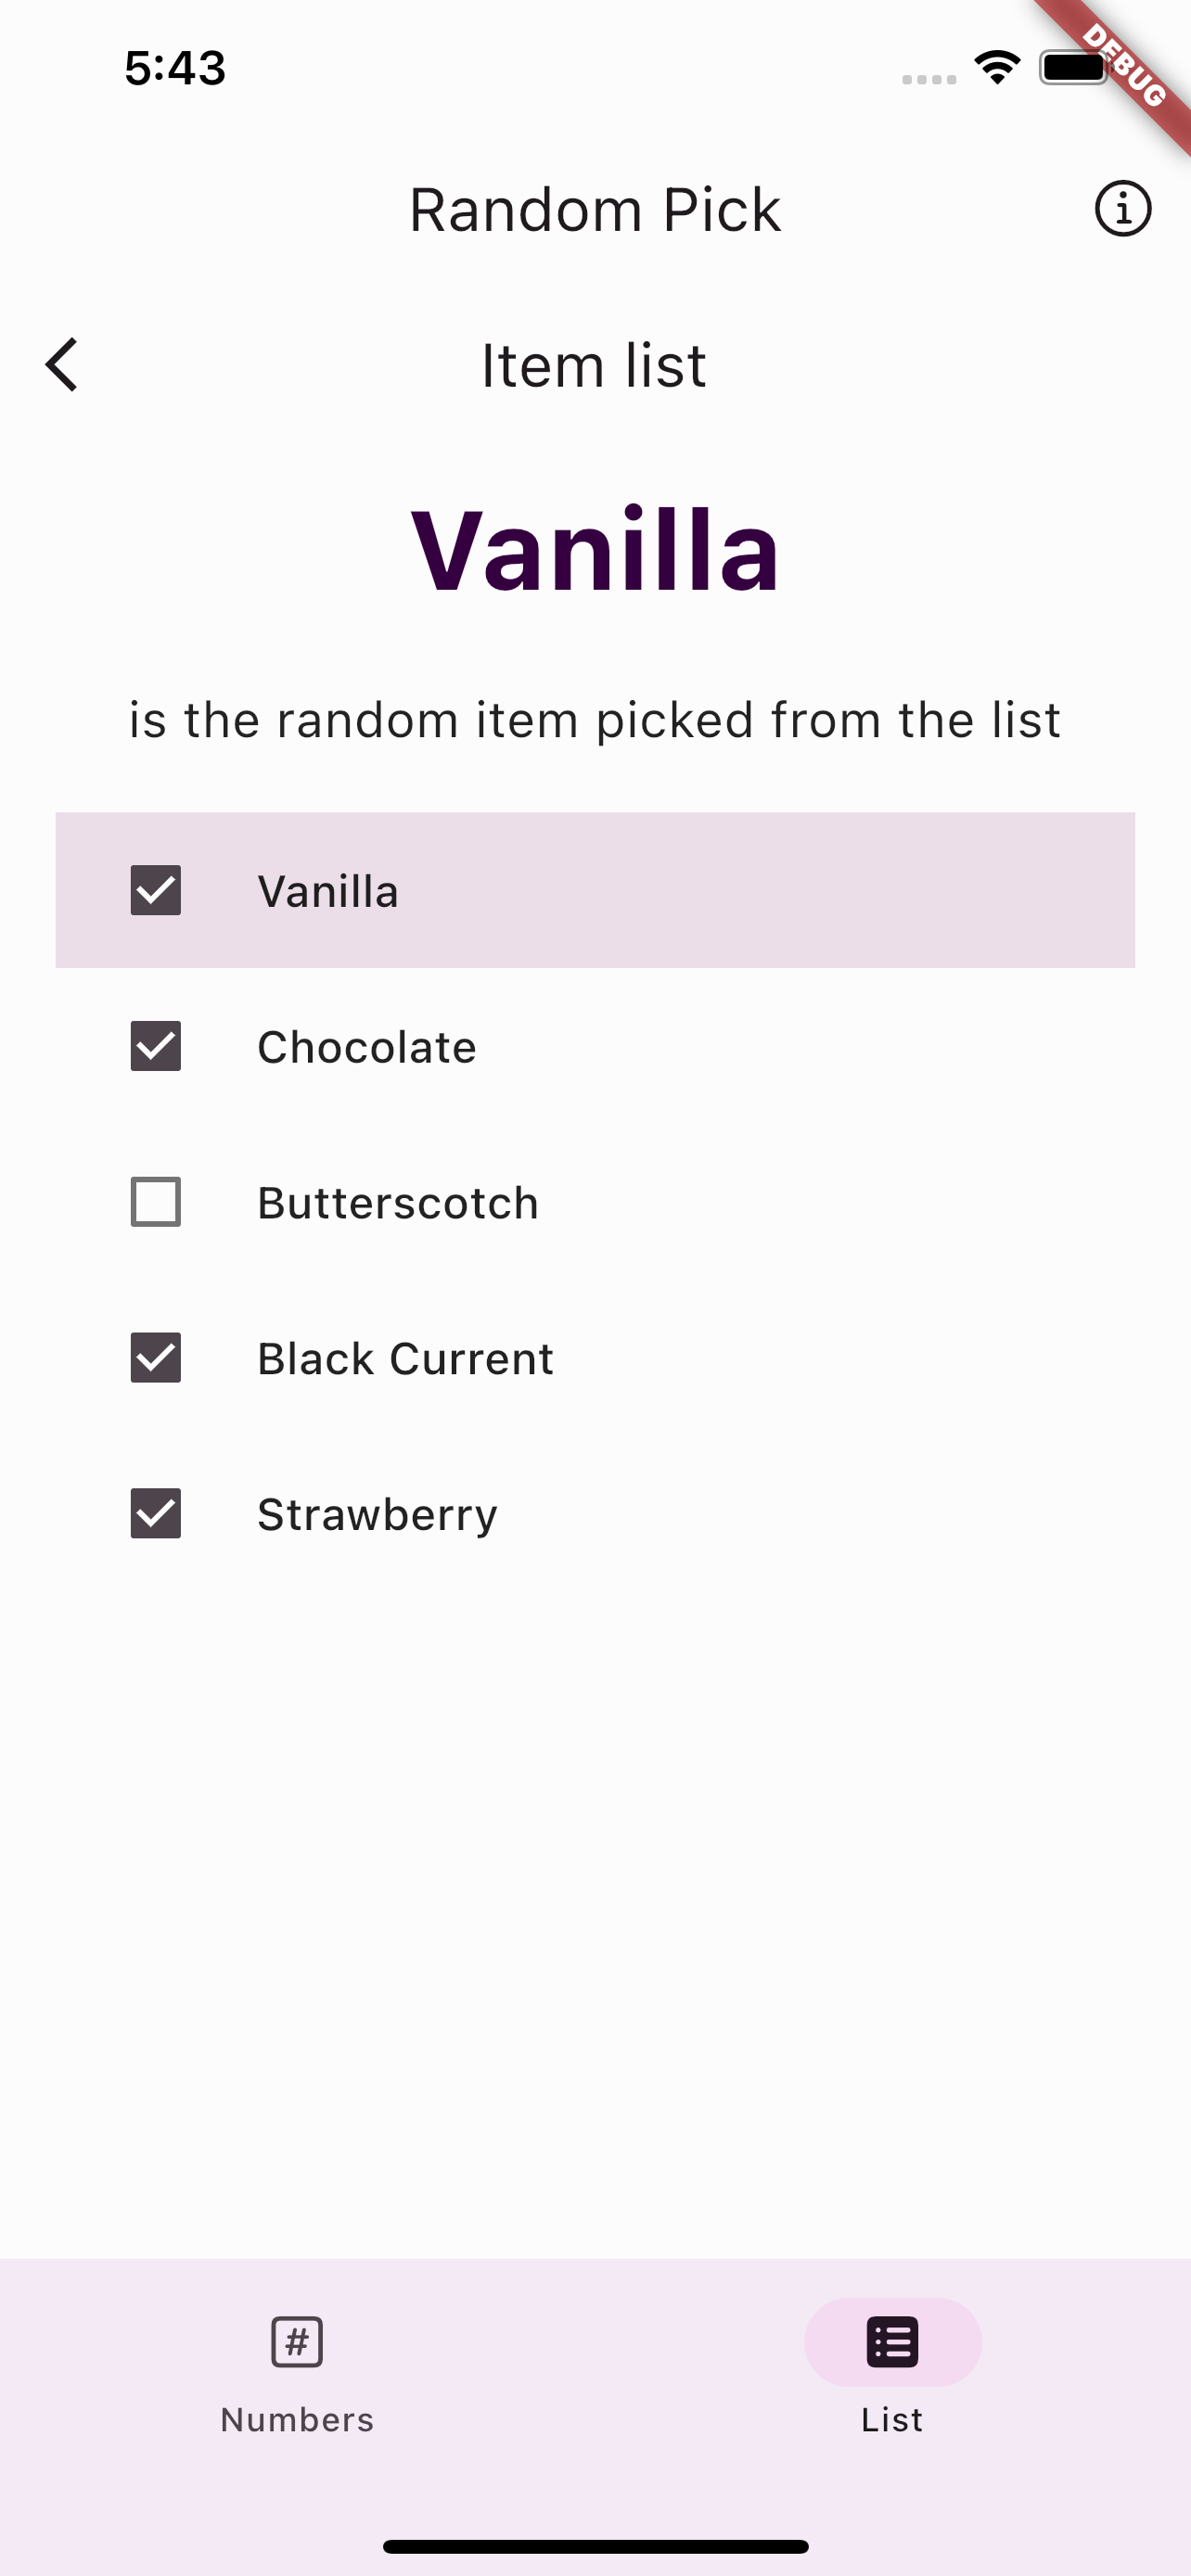 5:43
DEBUG
Random Pick
Item list
Vanilla
is the random item picked from the list
Vanilla
Chocolate
Butterscotch
Black Current
Strawberry
#
Numbers
List